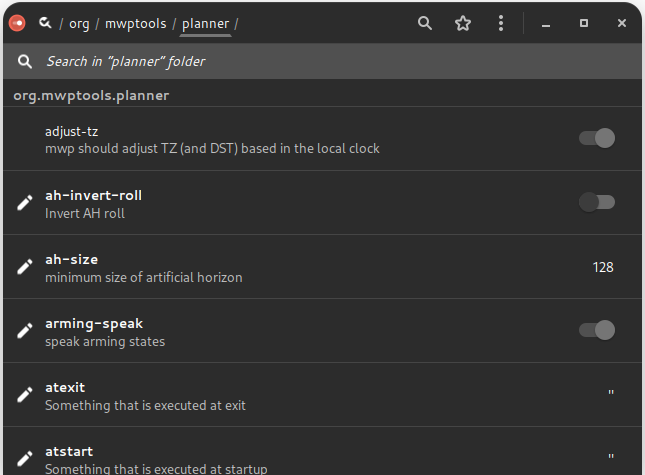 / org / mwptools / planner /
Search in “planner” folder
org.mwptools.planner
adjust-tz
mwp should adjust TZ (and DST) based in the local clock
ah-invert-roll
Invert AH roll
ah-size
minimum size of artificial horizon
128
arming-speak
speak arming states
atexit
Something that is executed at exit
''
atstart
Something that is executed at startup
''